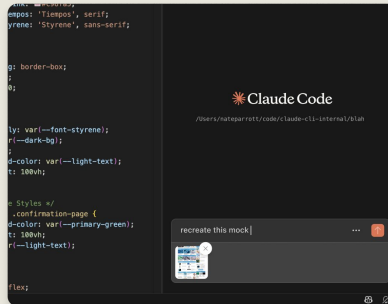 empos: 'Tiempos', serif;
yrene: 'Styrene', sans-serif;
g: border-box;
;
0;
ly: var(--font-styrene);
r(--dark-bg);
;
d-color: var(--light-text);
t: 100vh;
e Styles */
.confirmation-page {
d-color: var(--primary-green);
t: 100vh;
r(--light-text);
flex;
Claude Code
/Users/nateparrott/code/claude-cli-internal/blah
recreate this mock